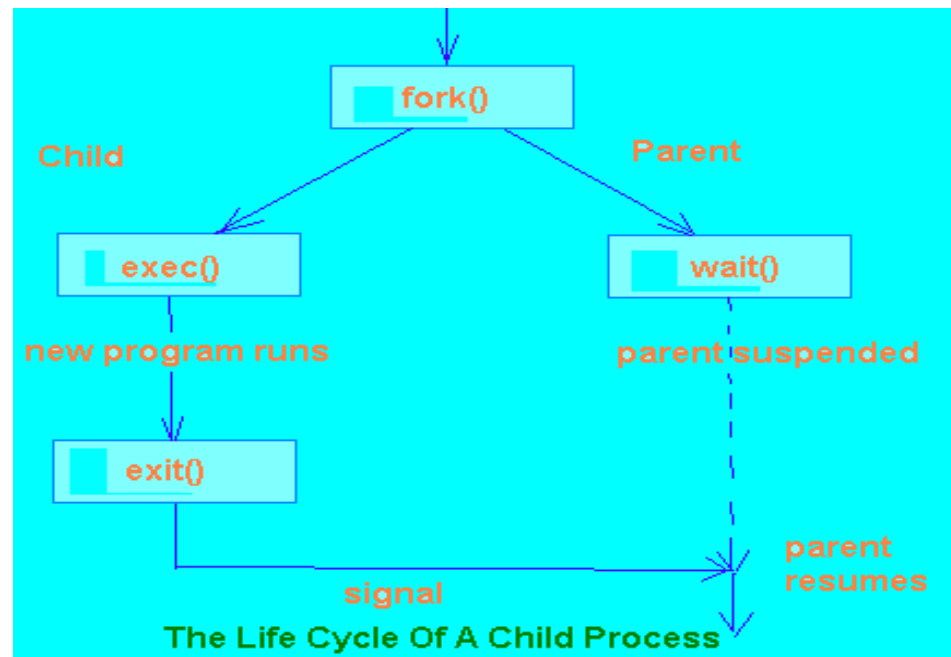 fork()
Child
Parent
exec()
wait()
new program runs
parent suspended
exit()
parent
resumes
signal
The Life Cycle Of A Child Process